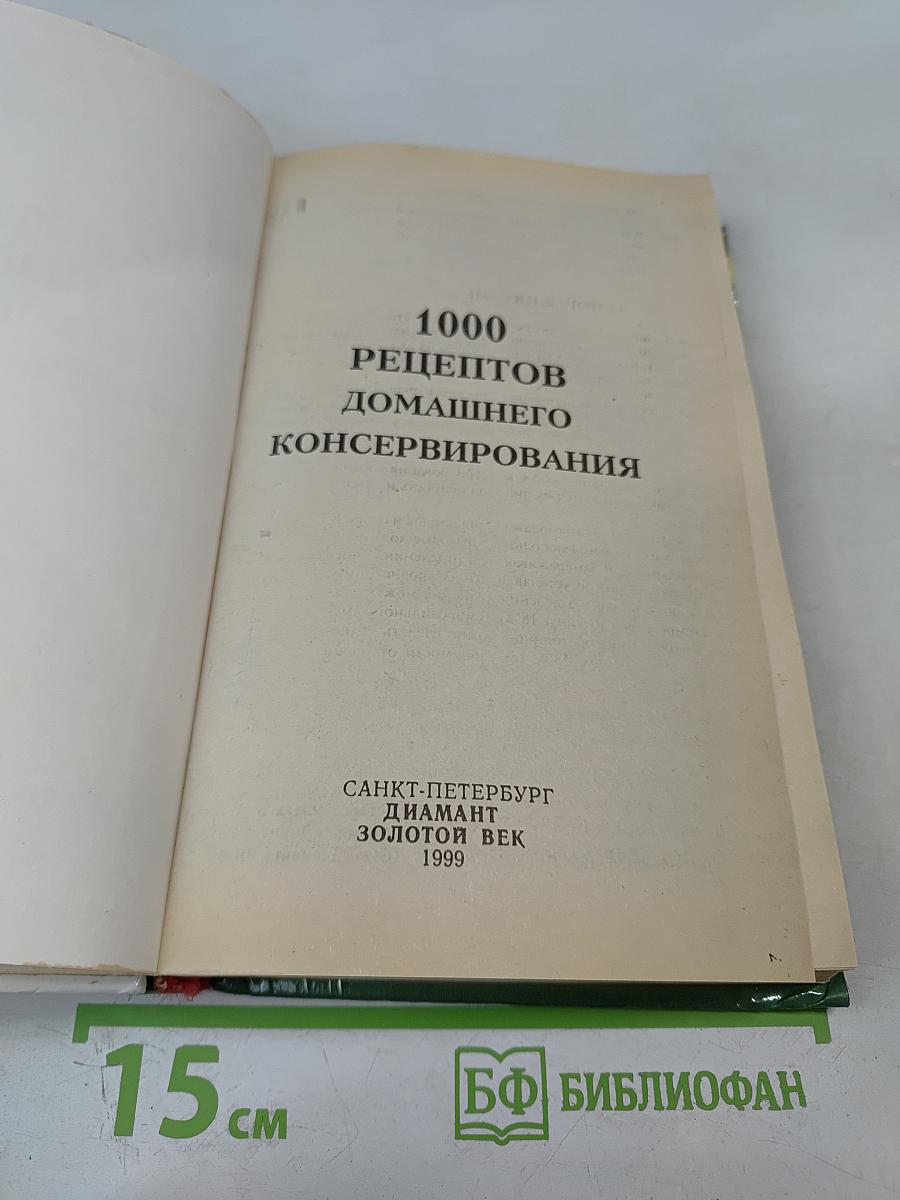 1000
РЕЦЕПТОВ
ДОМАШНЕГО
КОНСЕРВИРОВАНИЯ
САНКТ-ПЕТЕРБУРГ
ДИАМАНТ
ЗОЛОТОЙ ВЕК
1999
15 см
БФ БИБЛИОФАН